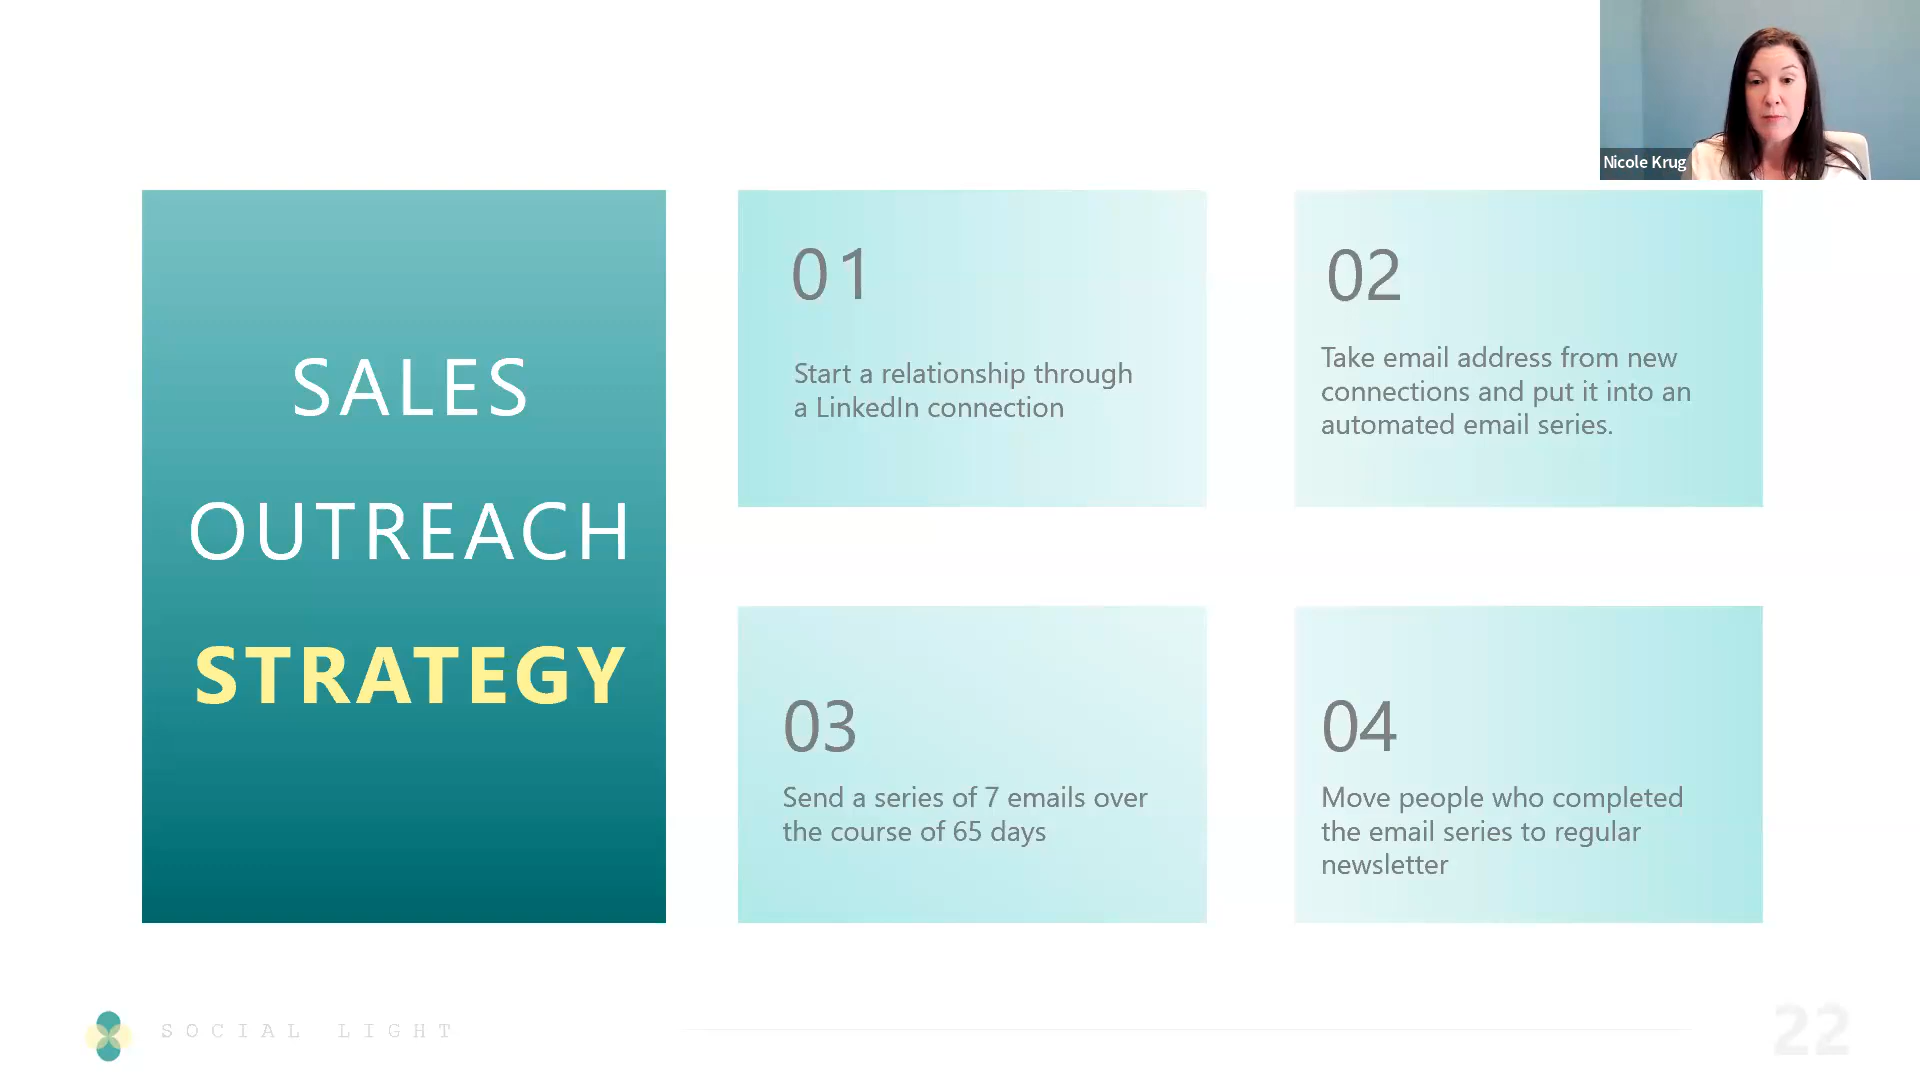 Nicole Krug
SALES
OUTREACH
STRATEGY
01
Start a relationship through
a LinkedIn connection
02
Take email address from new
connections and put it into an
automated email series.
03
Send a series of 7 emails over
the course of 65 days
04
Move people who completed
the email series to regular
newsletter
SOCIAL LIGHT
22